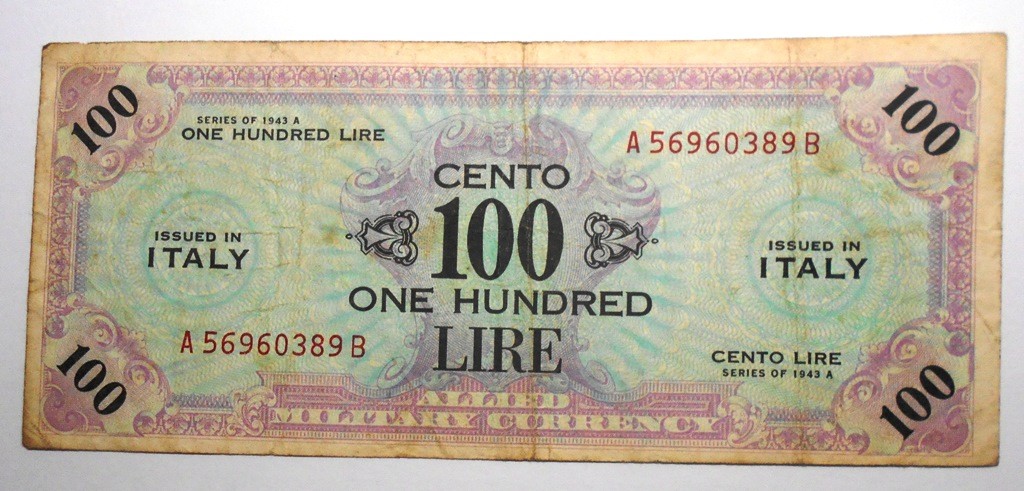 100
100
SERIES OF 1943 A
ONE HUNDRED LIRE
A 56960389 B
CENTO
100
ONE HUNDRED
LIRE
ISSUED IN
ITALY
ISSUED IN
ITALY
A 56960389 B
CENTO LIRE
SERIES OF 1943 A
100
100
ALLIED
MILITARY CURRENCY